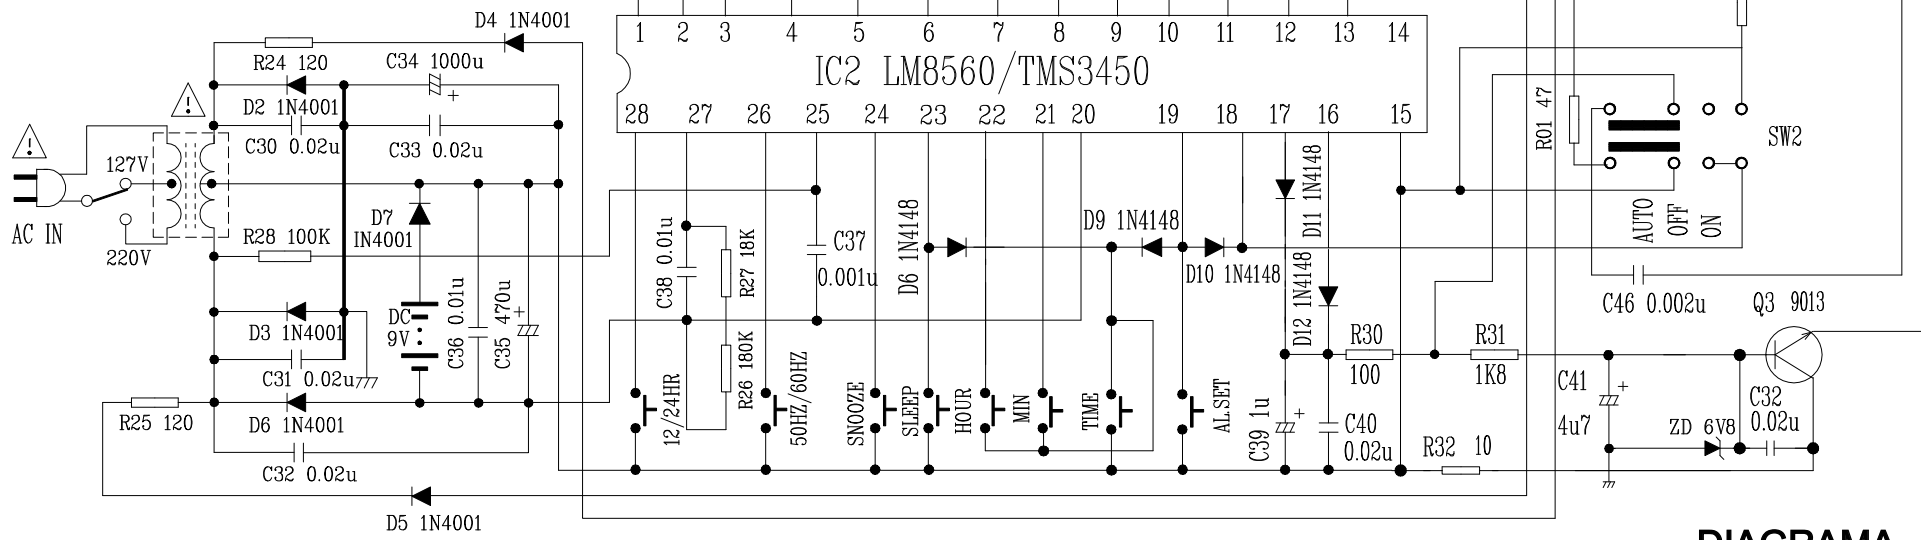 D4 1N4001
1 2 3 4 5 6 7 8 9 10 11 12 13 14
IC2 LM8560/TMS3450
28 27 26 25 24 23 22 21 20 19 18 17 16 15
R24 120
C34 1000u
+
D2 1N4001
C30 0.02u
C33 0.02u
!
!
127V
AC IN
220V
D7
IN4001
R28 100K
D3 1N4001
DC
9V
C36 0.01u
C35 470u
+
C31 0.02u
R25 120
D6 1N4001
C32 0.02u
D5 1N4001
C38 0.01u
R27 18K
R26 180K
C37
0.001u
D6 1N4148
D9 1N4148
D10 1N4148
D11 1N4148
D12 1N4148
12/24HR
50HZ/60HZ
SNOOZE
SLEEP
HOUR
MIN
TIME
ALSET
C39 1u
+
C40
0.02u
R30
100
R31
1K8
R32 10
R01 47
SW2
AUTO
OFF
ON
C46 0.002u
Q3 9013
C41
+
4u7
C32
0.02u
ZD 6V8
DIAGRAMA